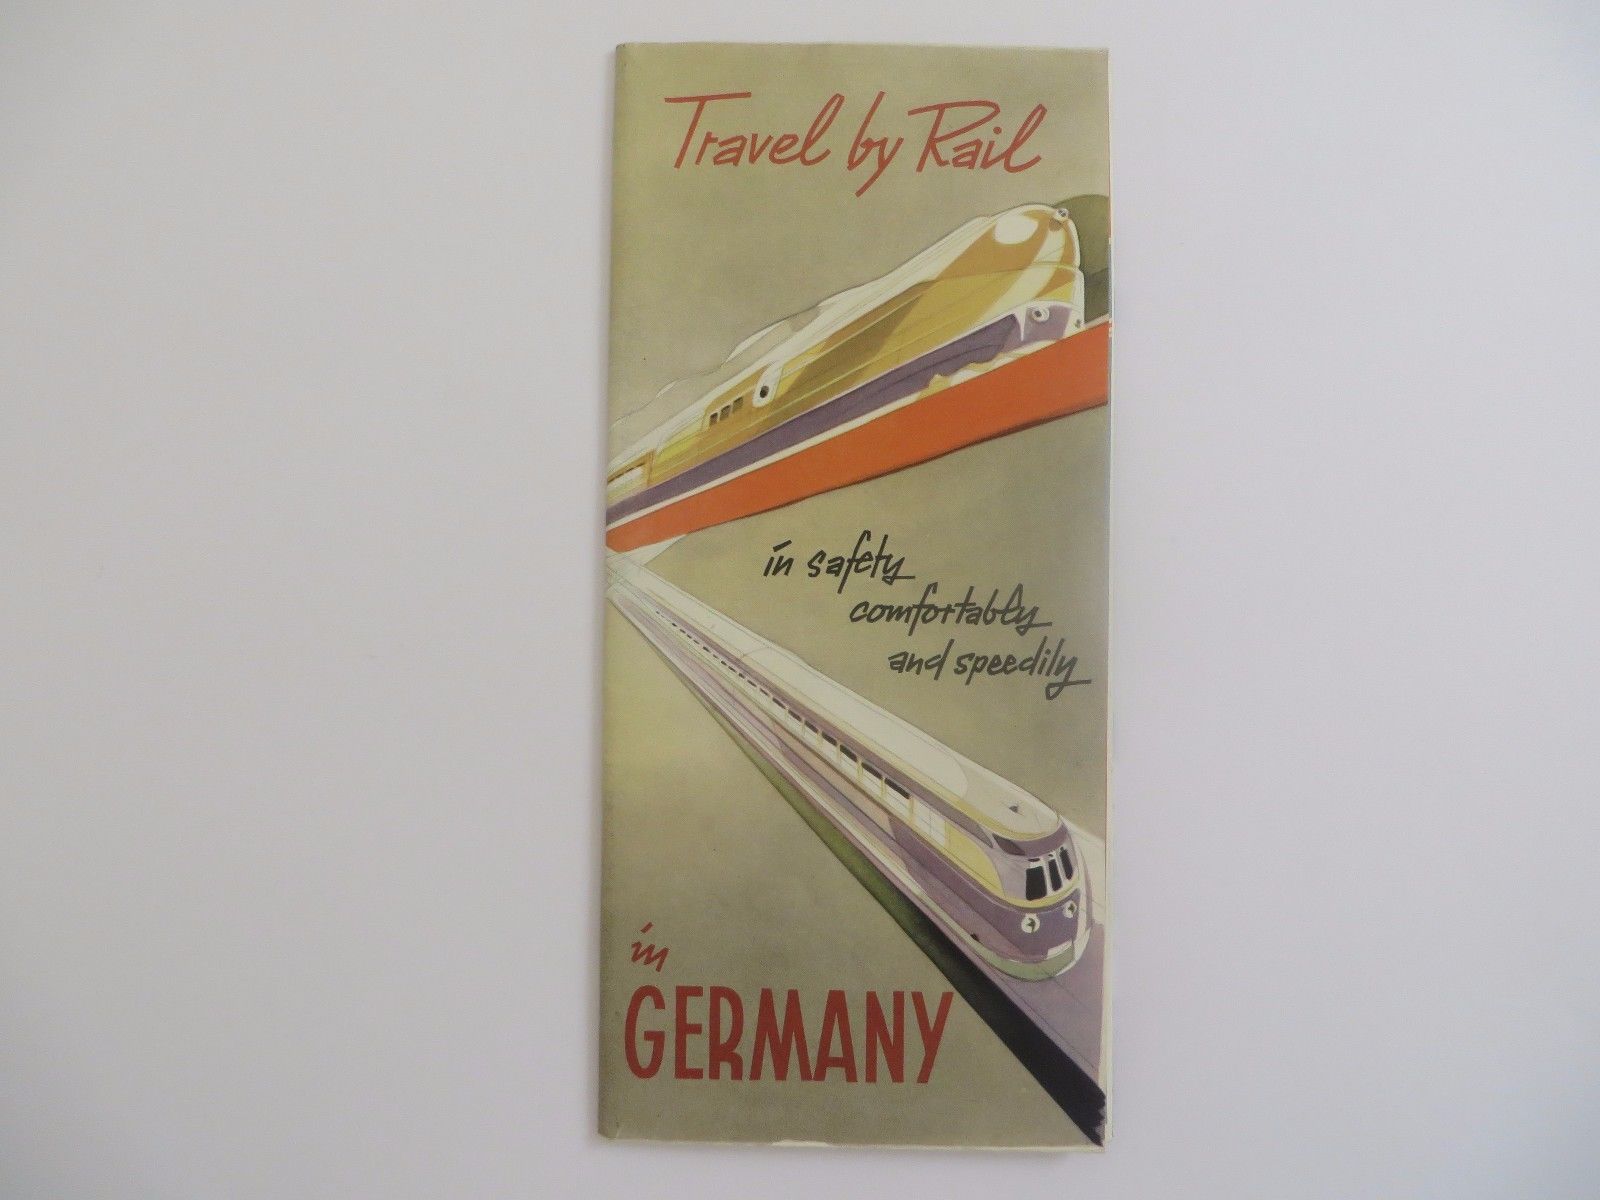 Travel by Rail
in safety
comfortably
and speedily
in
GERMANY